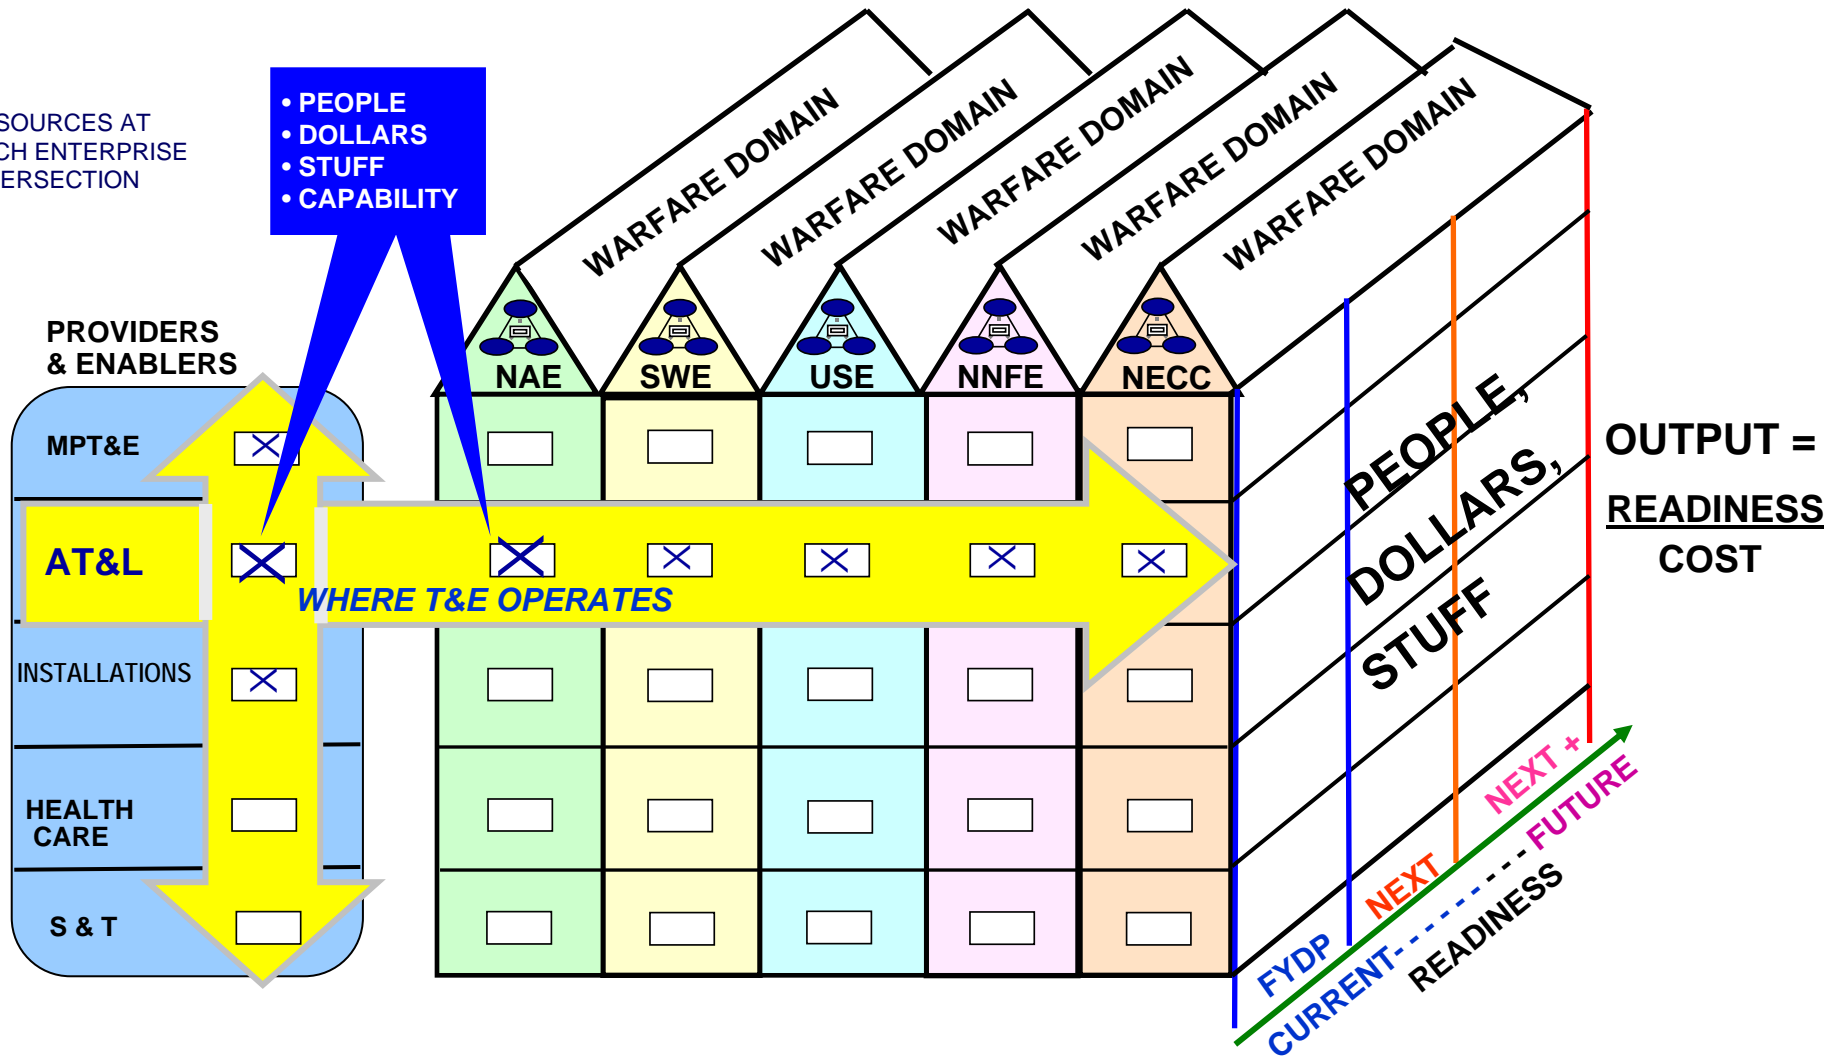 SOURCES AT
CH ENTERPRISE
ERSECTION
• PEOPLE
• DOLLARS
• STUFF
• CAPABILITY
WARFARE DOMAIN
WARFARE DOMAIN
WARFARE DOMAIN
WARFARE DOMAIN
WARFARE DOMAIN
PROVIDERS
& ENABLERS
NAE
SWE
USE
NNFE
NECC
MPT&E
AT&L
WHERE T&E OPERATES
INSTALLATIONS
HEALTH
CARE
S & T
PEOPLE,
DOLLARS,
STUFF
OUTPUT =
READINESS
COST
FYDP
NEXT
NEXT +
CURRENT- - - - - - - - - FUTURE
READINESS